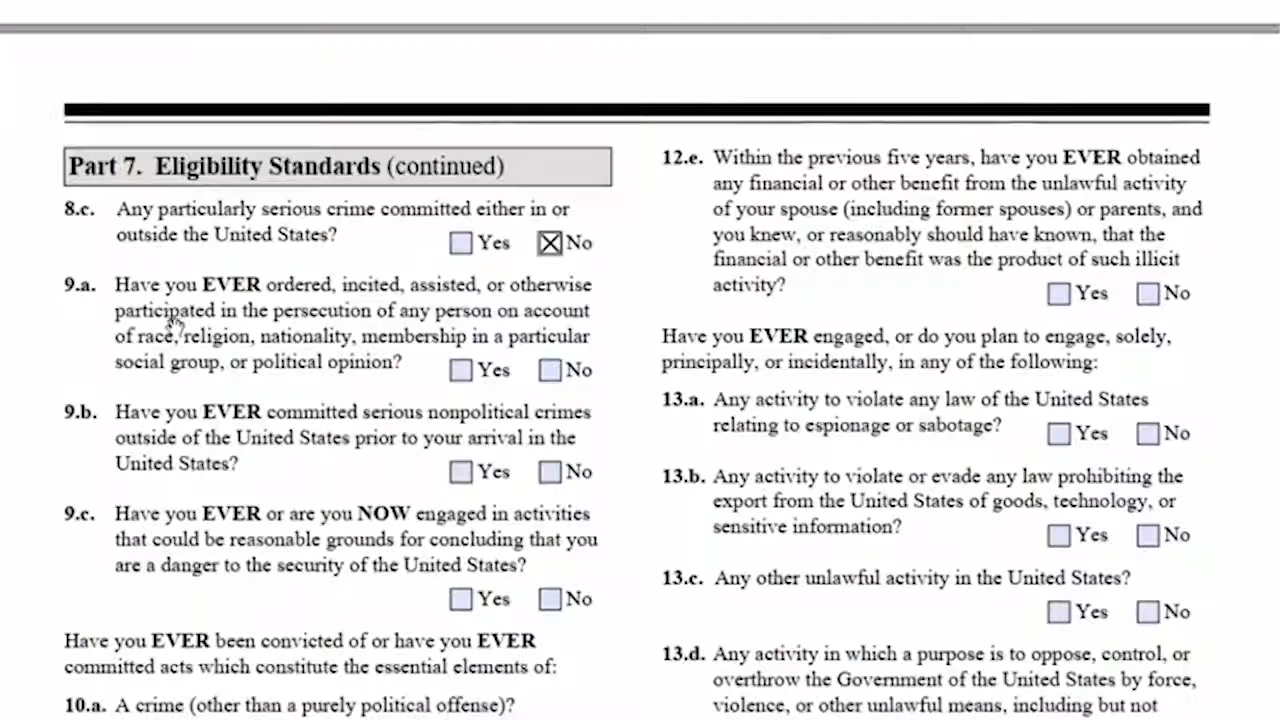 Part 7. Eligibility Standards (continued)
8.c. Any particularly serious crime committed either in or
outside the United States?
Yes No
9.a. Have you EVER ordered, incited, assisted, or otherwise
participated in the persecution of any person on account
of race, religion, nationality, membership in a particular
social group, or political opinion?
Yes No
9.b. Have you EVER committed serious nonpolitical crimes
outside of the United States prior to your arrival in the
United States?
Yes No
9.c. Have you EVER or are you NOW engaged in activities
that could be reasonable grounds for concluding that you
are a danger to the security of the United States?
Yes No
Have you EVER been convicted of or have you EVER
committed acts which constitute the essential elements of:
10.a. A crime (other than a purely political offense)?
12.e. Within the previous five years, have you EVER obtained
any financial or other benefit from the unlawful activity
of your spouse (including former spouses) or parents, and
you knew, or reasonably should have known, that the
financial or other benefit was the product of such illicit
activity?
Yes No
Have you EVER engaged, or do you plan to engage, solely,
principally, or incidentally, in any of the following:
13.a. Any activity to violate any law of the United States
relating to espionage or sabotage?
Yes No
13.b. Any activity to violate or evade any law prohibiting the
export from the United States of goods, technology, or
sensitive information?
Yes No
13.c. Any other unlawful activity in the United States?
Yes No
13.d. Any activity in which a purpose is to oppose, control, or
overthrow the Government of the United States by force,
violence, or other unlawful means, including but not